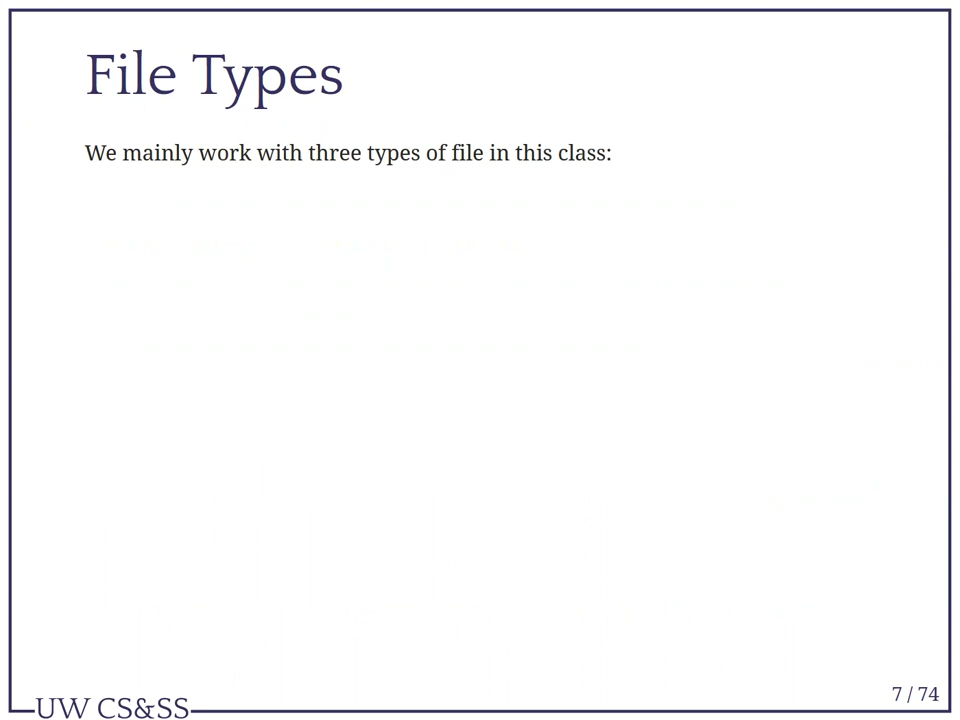 File Types
We mainly work with three types of file in this class:
7 / 74
UW CS&SS